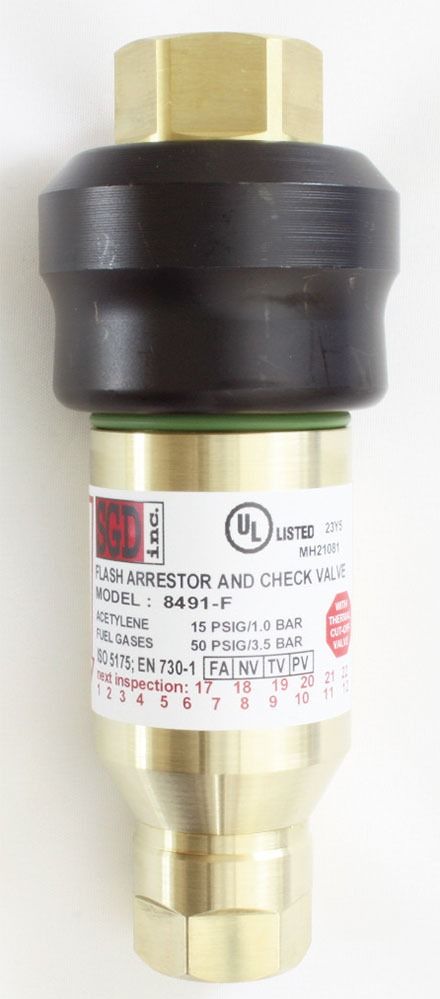 SGD inc.
UL LISTED 23Y5
MH21081
FLASH ARRESTOR AND CHECK VALVE
MODEL : 8491-F
ACETYLENE 15 PSIG/1.0 BAR
FUEL GASES 50 PSIG/3.5 BAR
WITH
THERMAL
CUT-OFF
VALVE
ISO 5175; EN 730-1 FA NV TV PV
next inspection: 17 18 19 20 21 22
1 2 3 4 5 6 7 8 9 10 11 12